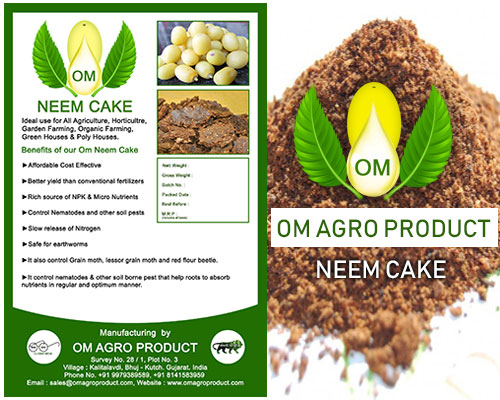 OM
NEEM CAKE
Ideal use for All Agriculture, Horticultre,
Garden Farming, Organic Farming,
Green Houses & Poly Houses.
Benefits of our Om Neem Cake
►Affordable Cost Effective
►Better yield than conventional fertilizers
►Rich source of NPK & Micro Nutrients
►Control Nematodes and other soil pests
►Slow release of Nitrogen
►Safe for earthworms
►It also control Grain moth, lessor grain moth and red flour beetle.
►It control nematodes & other soil borne pest that help roots to absorb
nutrients in regular and optimum manner.
Net Weight :
Gross Weight :
Batch No. :
Packed Date :
Best Before :
M.R.P :
Manufacturing by
OM AGRO PRODUCT
Survey No. 28 / 1, Plot No. 3
Village : Kalitalavdi, Bhuj - Kutch. Gujarat. India
Phone No. +91 9979389589, +91 8141583959
Email : sales@omagroproduct.com, Website : www.omagroproduct.com
OM
OM AGRO PRODUCT
NEEM CAKE